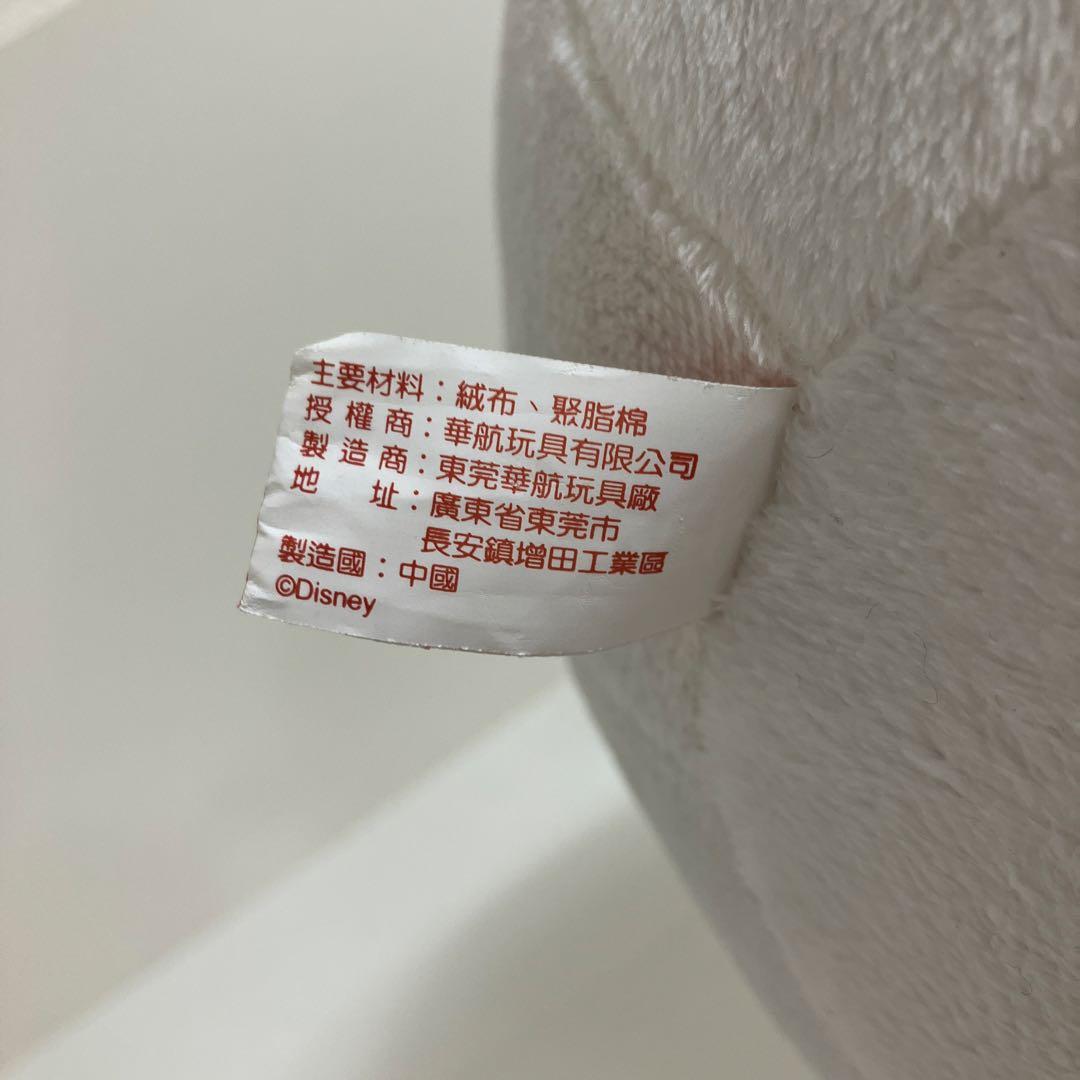 主要材料：絨布、聚脂棉
授權商：華航玩具有限公司
製造商：東莞華航玩具廠
地　址：廣東省東莞市
長安鎮增田工業區
製造國：中國
©Disney